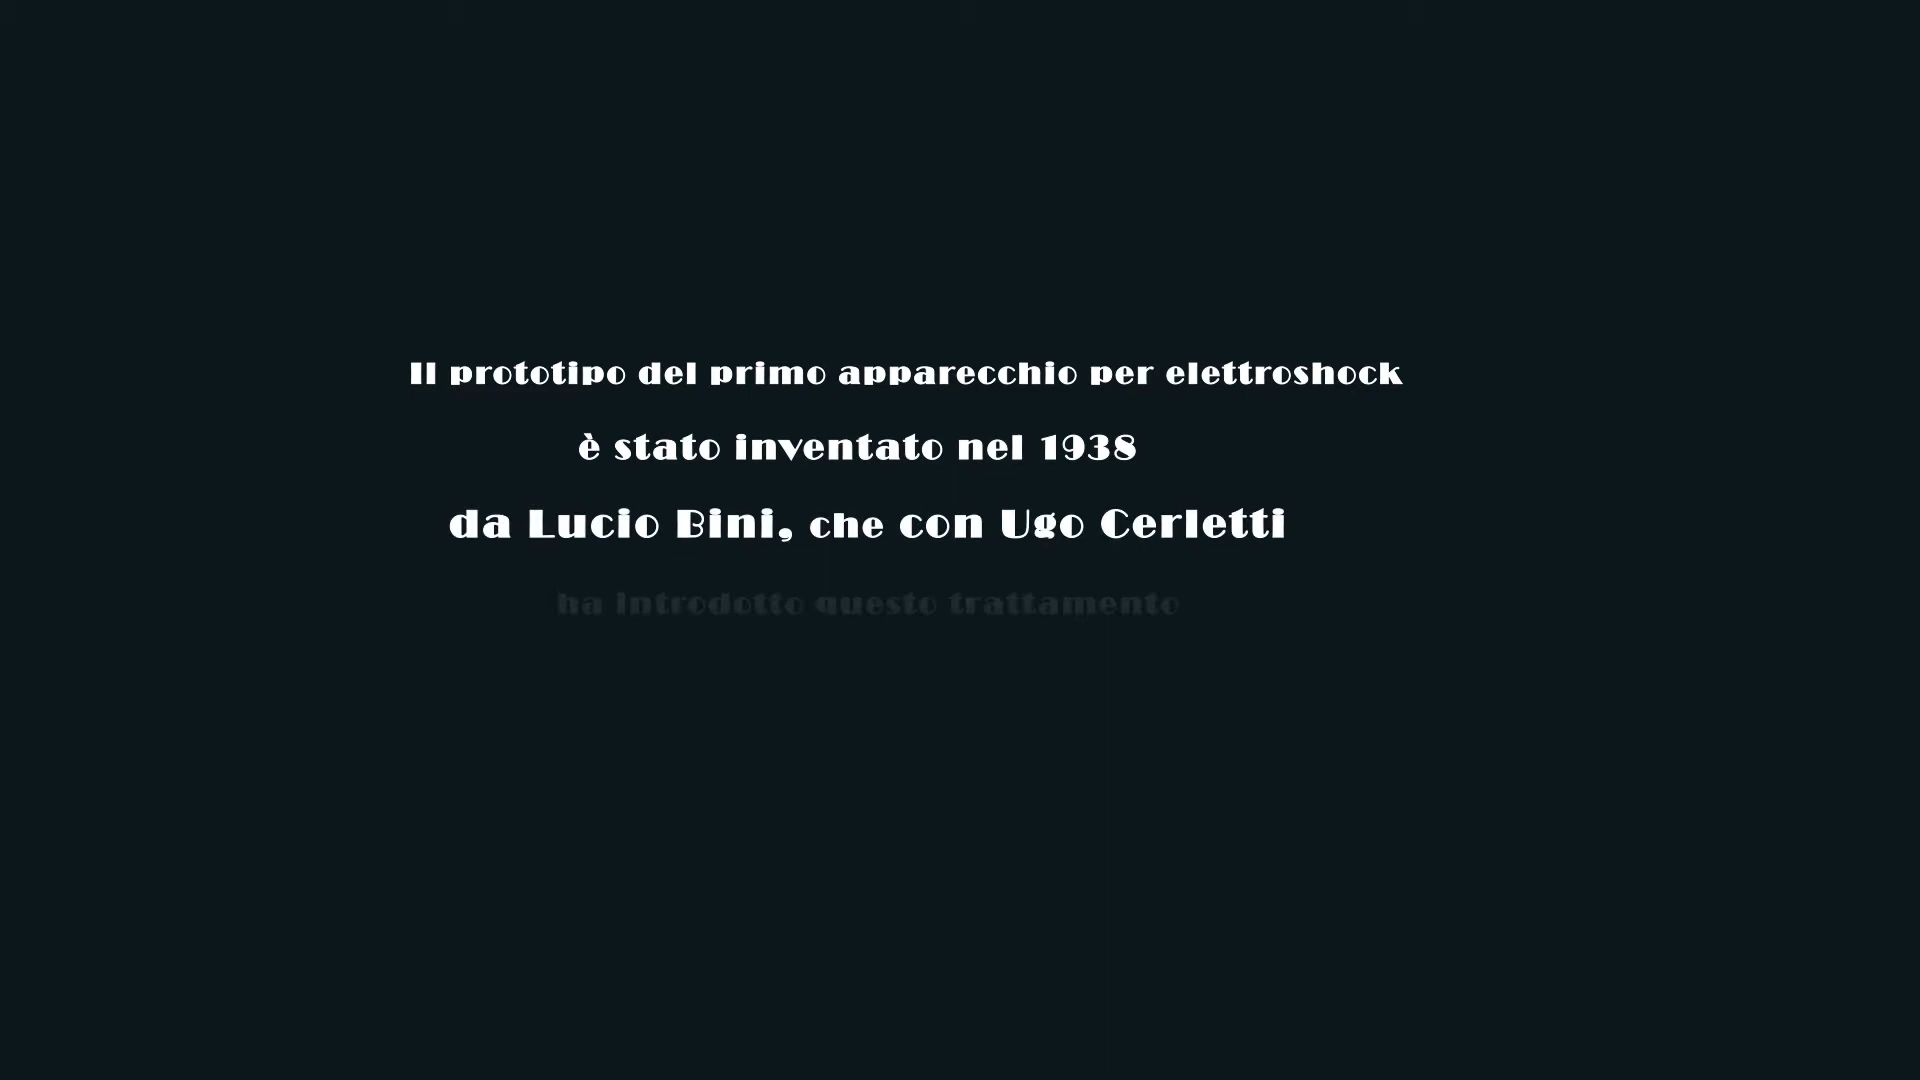 Il prototipo del primo apparecchio per elettroshock
è stato inventato nel 1938
da Lucio Bini, che con Ugo Cerletti
ha introdotto questo trattamento